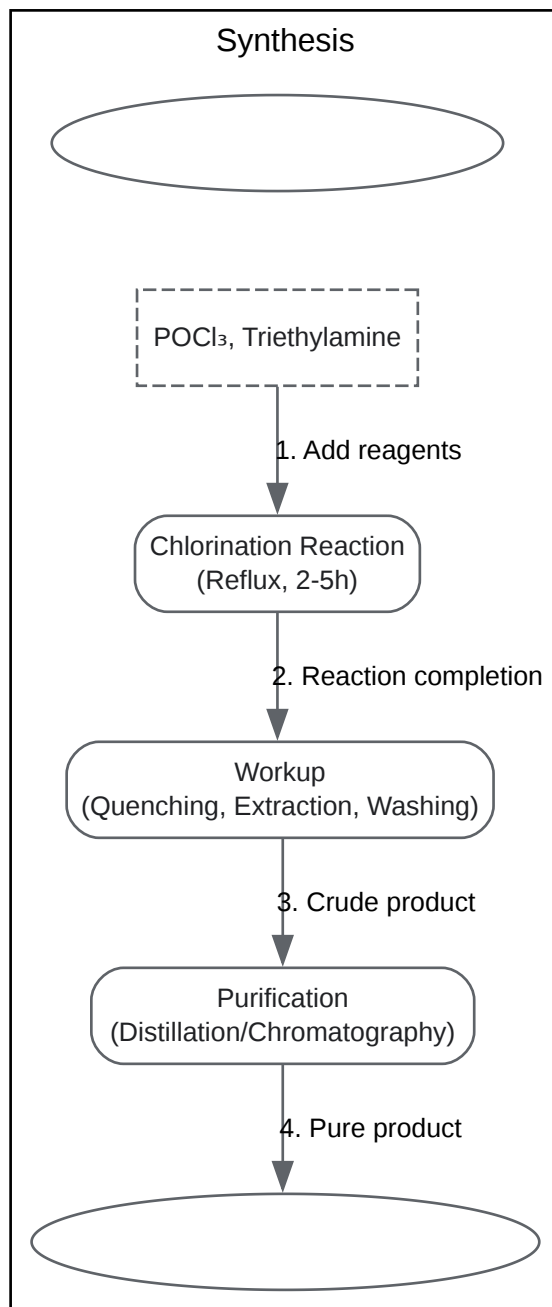 Synthesis
POCl₃, Triethylamine
1. Add reagents
Chlorination Reaction
(Reflux, 2-5h)
2. Reaction completion
Workup
(Quenching, Extraction, Washing)
3. Crude product
Purification
(Distillation/Chromatography)
4. Pure product